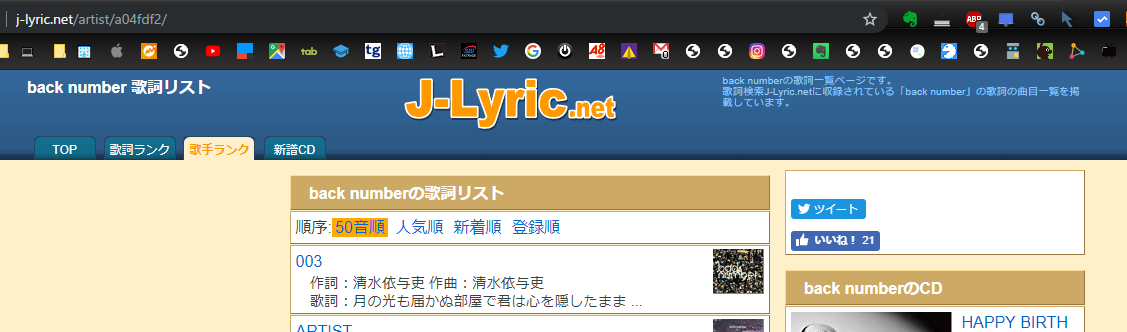 j-lyric.net/artist/a04fdf2/
ABP
4
tab
tg
L
G
A8
M
0
back number 歌詞リスト
J-Lyric.net
back numberの歌詞一覧ページです。
歌詞検索J-Lyric.netに収録されている「back number」の歌詞の曲目一覧を掲
載しています。
TOP
歌詞ランク
歌手ランク
新譜CD
back numberの歌詞リスト
順序: 50音順 人気順 新着順 登録順
003
作詞：清水依与吏 作曲：清水依与吏
歌詞：月の光も届かぬ部屋で君は心を隠したまま ...
back
number
ARTIST
ツイート
いいね！ 21
back numberのCD
HAPPY BIRTH